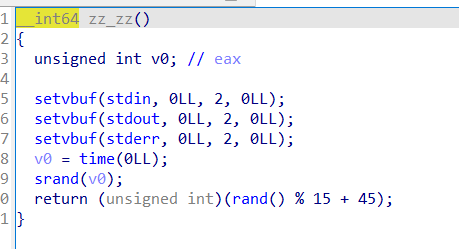 1 __int64 zz_zz()
2 {
3 unsigned int v0; // eax
4
5 setvbuf(stdin, 0LL, 2, 0LL);
6 setvbuf(stdout, 0LL, 2, 0LL);
7 setvbuf(stderr, 0LL, 2, 0LL);
8 v0 = time(0LL);
9 srand(v0);
0 return (unsigned int)(rand() % 15 + 45);
1 }